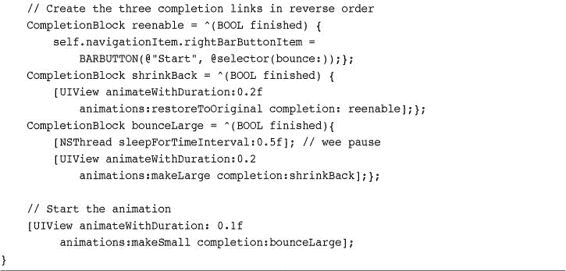 // Create the three completion links in reverse order
CompletionBlock reenable = ^(BOOL finished) {
self.navigationItem.rightBarButtonItem =
BARBUTTON(@"Start", @selector(bounce:));};
CompletionBlock shrinkBack = ^(BOOL finished) {
[UIView animateWithDuration:0.2f
animations:restoreToOriginal completion: reenable];};
CompletionBlock bounceLarge = ^(BOOL finished){
[NSThread sleepForTimeInterval:0.5f]; // wee pause
[UIView animateWithDuration:0.2
animations:makeLarge completion:shrinkBack];};
// Start the animation
[UIView animateWithDuration: 0.1f
animations:makeSmall completion:bounceLarge];
}